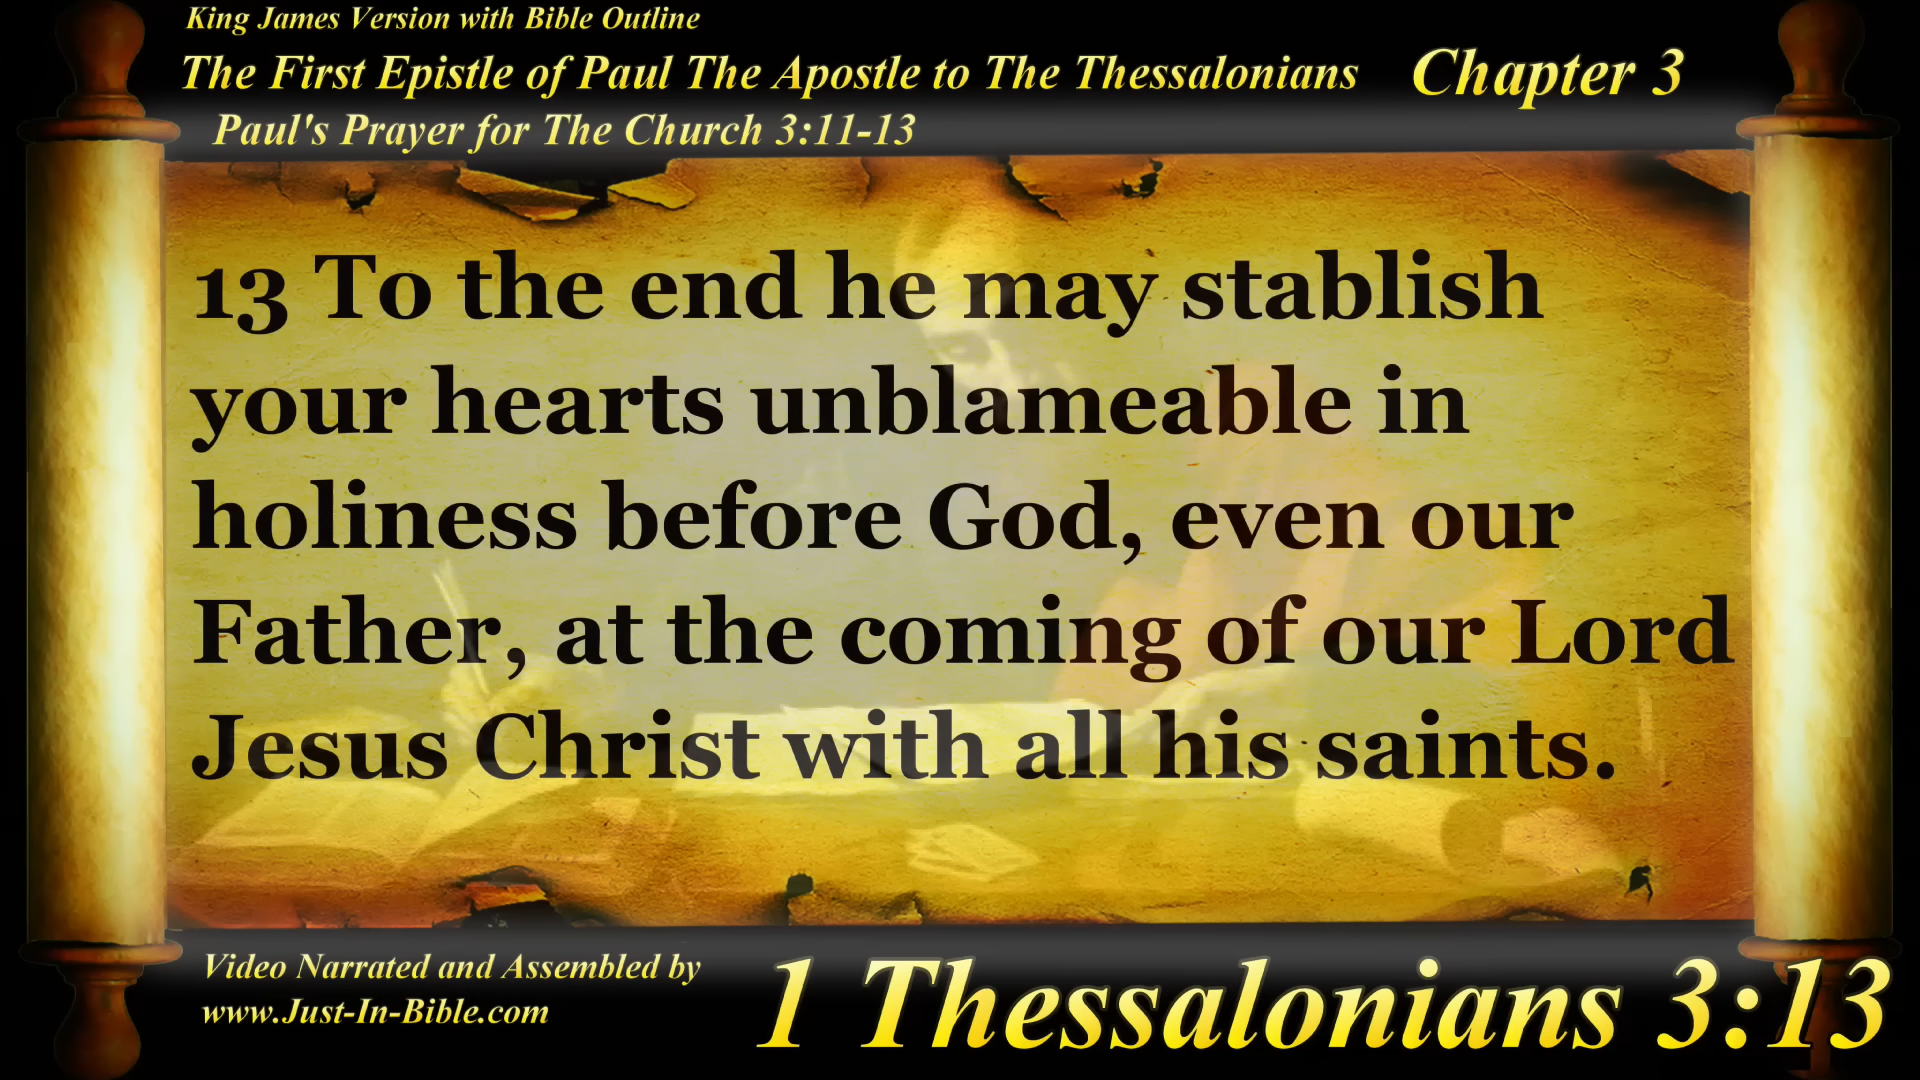 King James Version with Bible Outline
The First Epistle of Paul The Apostle to The Thessalonians Chapter 3
Paul's Prayer for The Church 3:11-13
13 To the end he may stablish
your hearts unblameable in
holiness before God, even our
Father, at the coming of our Lord
Jesus Christ with all his saints.
Video Narrated and Assembled by
www.Just-In-Bible.com
1 Thessalonians 3:13